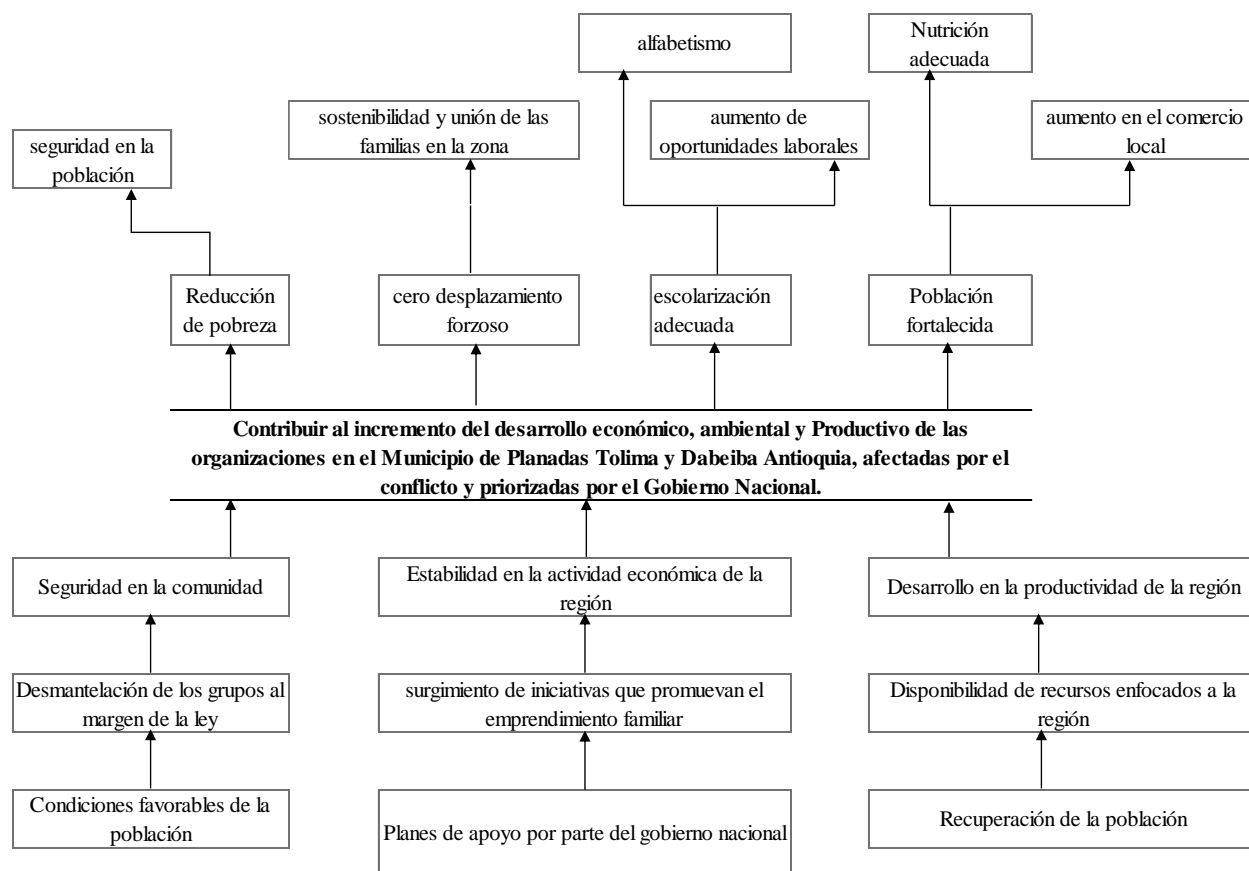 alfabetismo
Nutrición
adecuada
sostenibilidad y unión de las
familias en la zona
aumento de
oportunidades laborales
aumento en el comercio
local
seguridad en la
población
Reducción
de pobreza
cero desplazamiento
forzoso
escolarización
adecuada
Población
fortalecida
Contribuir al incremento del desarrollo económico, ambiental y Productivo de las
organizaciones en el Municipio de Planadas Tolima y Dabeiba Antioquia, afectadas por el
conflicto y priorizadas por el Gobierno Nacional.
Seguridad en la comunidad
Estabilidad en la actividad económica de la
región
Desarrollo en la productividad de la región
Desmantelación de los grupos al
margen de la ley
surgimiento de iniciativas que promuevan el
emprendimiento familiar
Disponibilidad de recursos enfocados a la
región
Condiciones favorables de la
población
Planes de apoyo por parte del gobierno nacional
Recuperación de la población